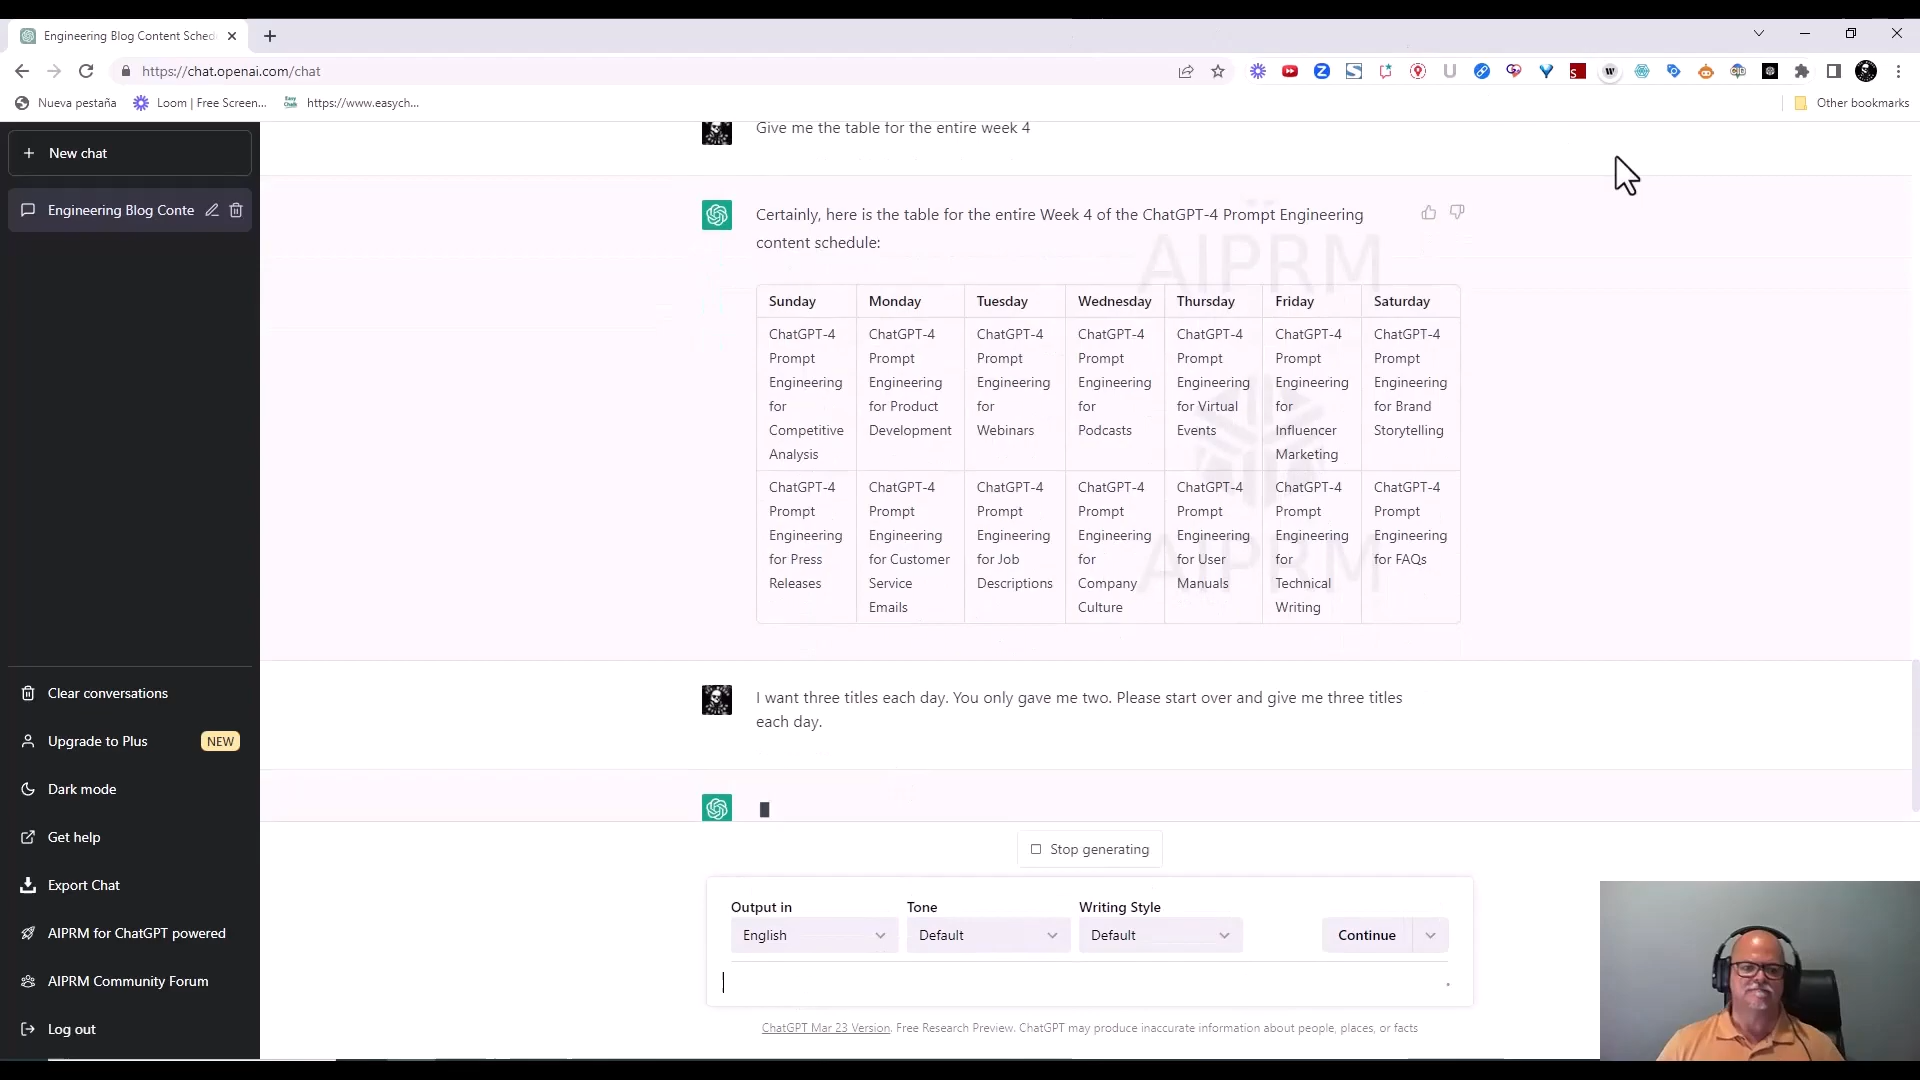 Engineering Blog Content Sched
https://chat.openai.com/chat
Nueva pestaña
Loom | Free Screen...
https://www.easych...
Other bookmarks
New chat
Engineering Blog Conte
Clear conversations
Upgrade to Plus
NEW
Dark mode
Get help
Export Chat
AIPRM for ChatGPT powered
AIPRM Community Forum
Log out
Give me the table for the entire week 4
Certainly, here is the table for the entire Week 4 of the ChatGPT-4 Prompt Engineering
content schedule:
AIPRM
Sunday Monday Tuesday Wednesday Thursday Friday Saturday
ChatGPT-4 ChatGPT-4 ChatGPT-4 ChatGPT-4 ChatGPT-4 ChatGPT-4 ChatGPT-4
Prompt Prompt Prompt Prompt Prompt Prompt Prompt
Engineering Engineering Engineering Engineering Engineering Engineering Engineering
for for Product for for for Virtual for for Brand
Competitive Development Webinars Podcasts Events Influencer Storytelling
Analysis Marketing
ChatGPT-4 ChatGPT-4 ChatGPT-4 ChatGPT-4 ChatGPT-4 ChatGPT-4 ChatGPT-4
Prompt Prompt Prompt Prompt Prompt Prompt Prompt
Engineering Engineering Engineering Engineering Engineering Engineering Engineering
for Press for Customer for Job for for User for for FAQs
Releases Service Descriptions Company Manuals Technical
Emails Culture Writing
AIPRM
I want three titles each day. You only gave me two. Please start over and give me three titles
each day.
Stop generating
Output in Tone Writing Style
English Default Default Continue
ChatGPT Mar 23 Version. Free Research Preview. ChatGPT may produce inaccurate information about people, places, or facts